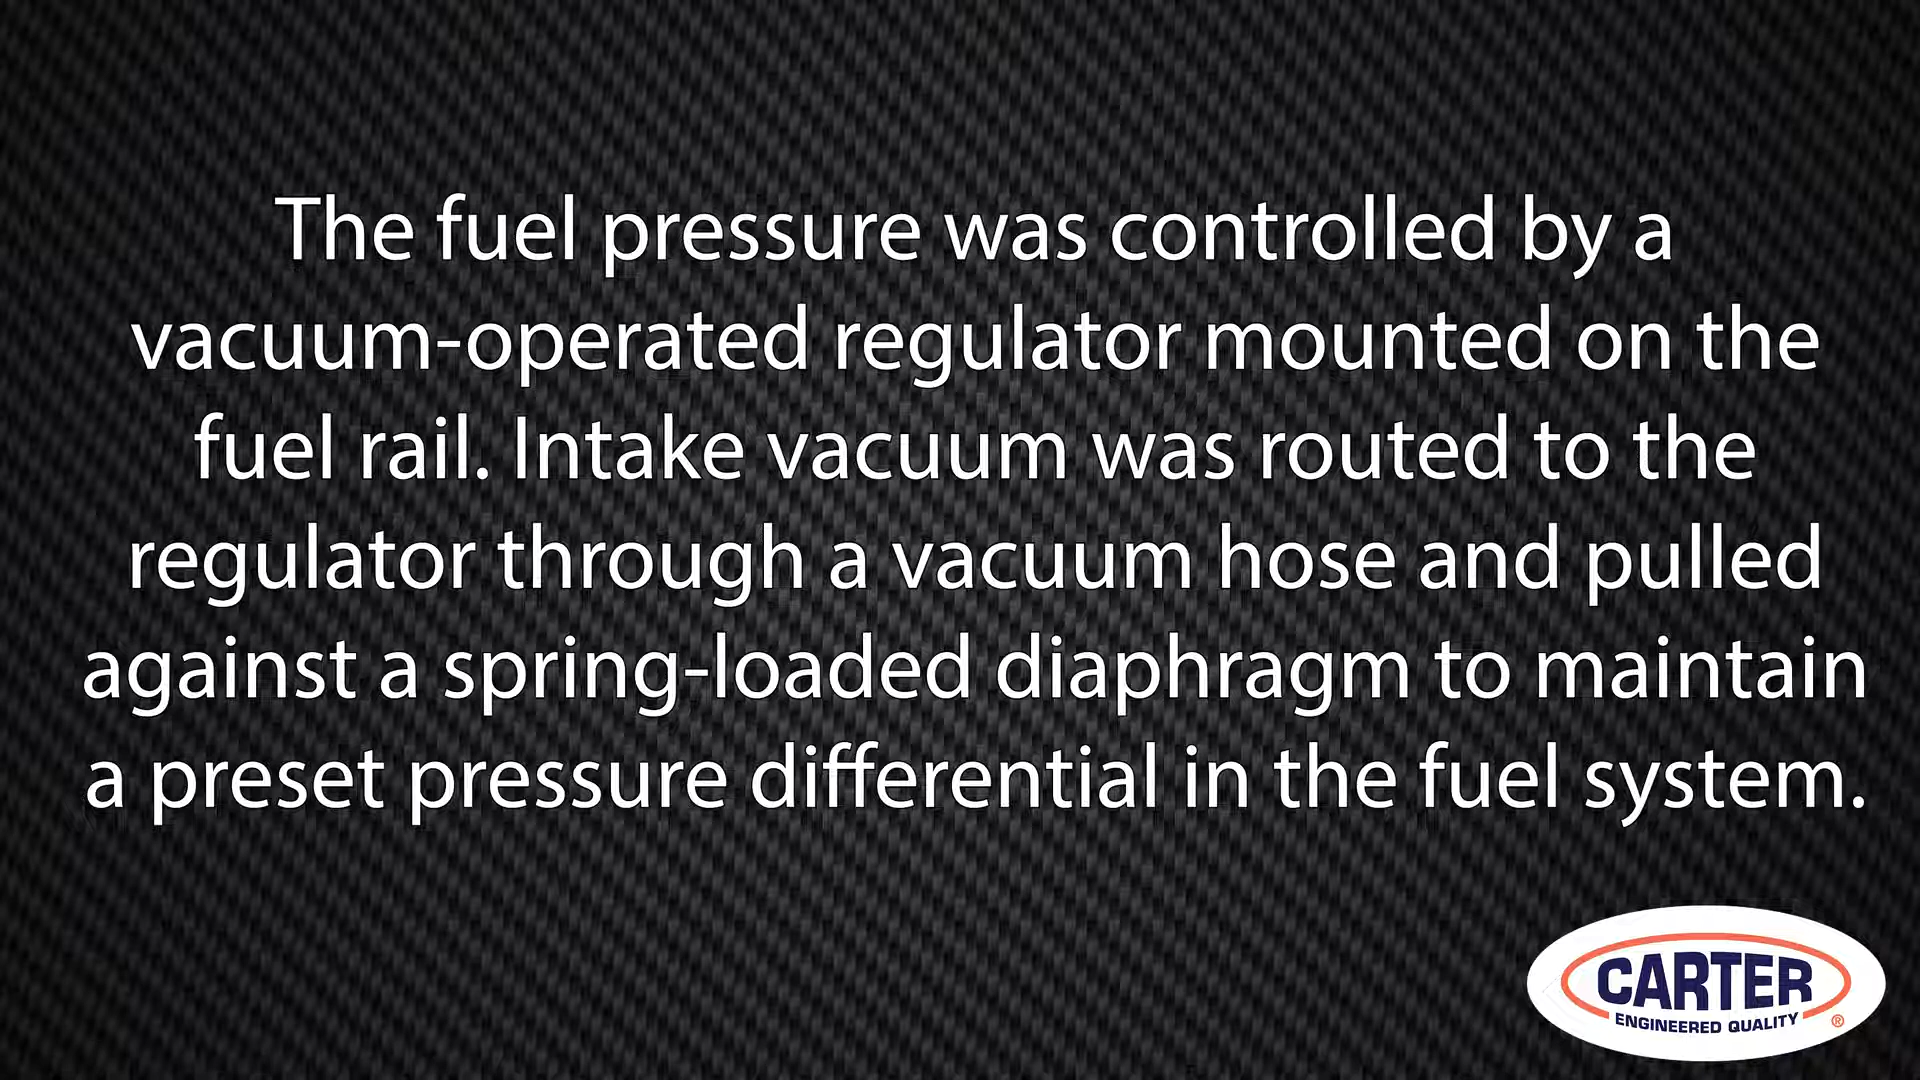 The fuel pressure was controlled by a
vacuum-operated regulator mounted on the
fuel rail. Intake vacuum was routed to the
regulator through a vacuum hose and pulled
against a spring-loaded diaphragm to maintain
a preset pressure differential in the fuel system.
CARTER
ENGINEERED QUALITY ®